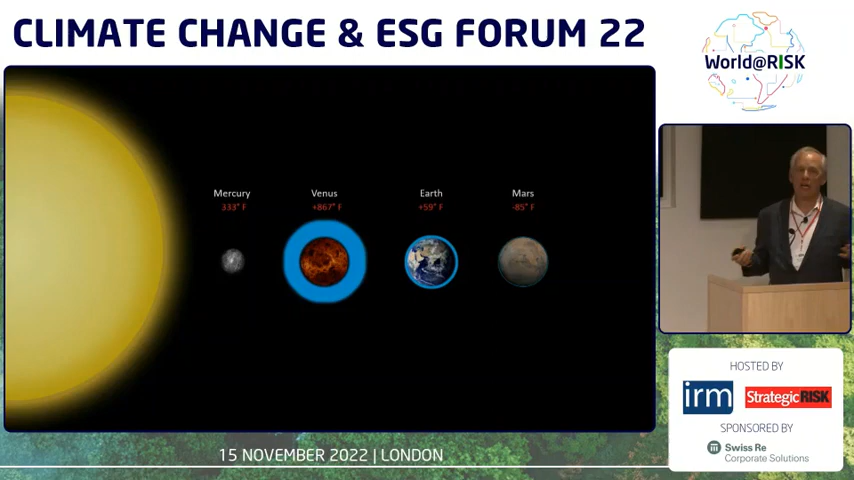 CLIMATE CHANGE & ESG FORUM 22
World@RISK
Mercury
333° F
Venus
+867° F
Earth
+59° F
Mars
-85° F
HOSTED BY
irm
StrategicRISK
SPONSORED BY
Swiss Re
Corporate Solutions
15 NOVEMBER 2022 | LONDON